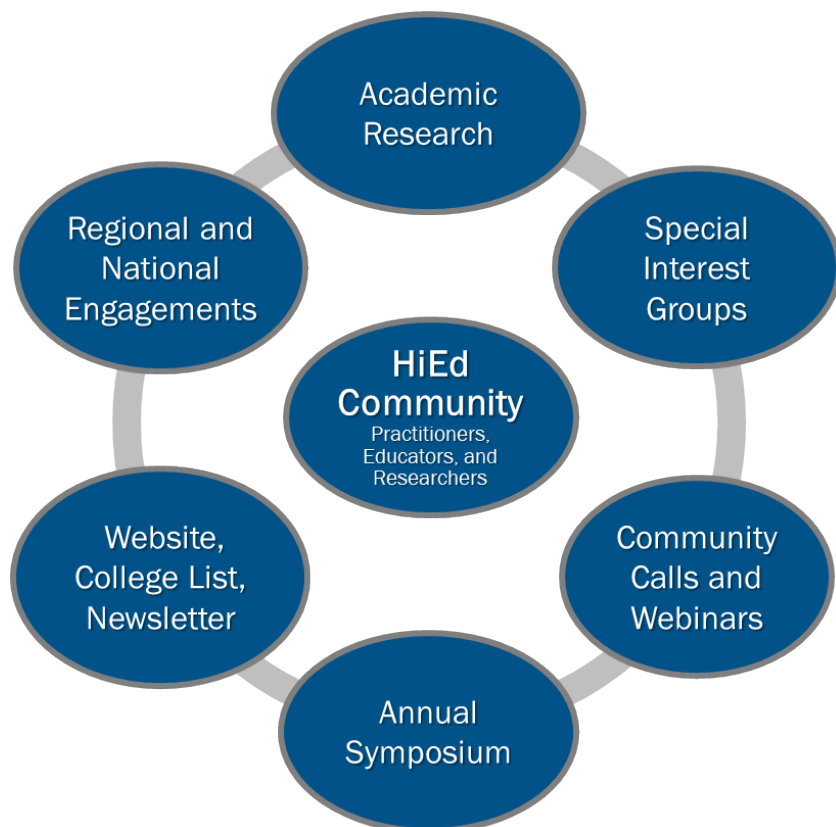 Academic
Research
Special
Interest
Groups
Community
Calls and
Webinars
Annual
Symposium
Website,
College List,
Newsletter
Regional and
National
Engagements
HiEd
Community
Practitioners,
Educators, and
Researchers